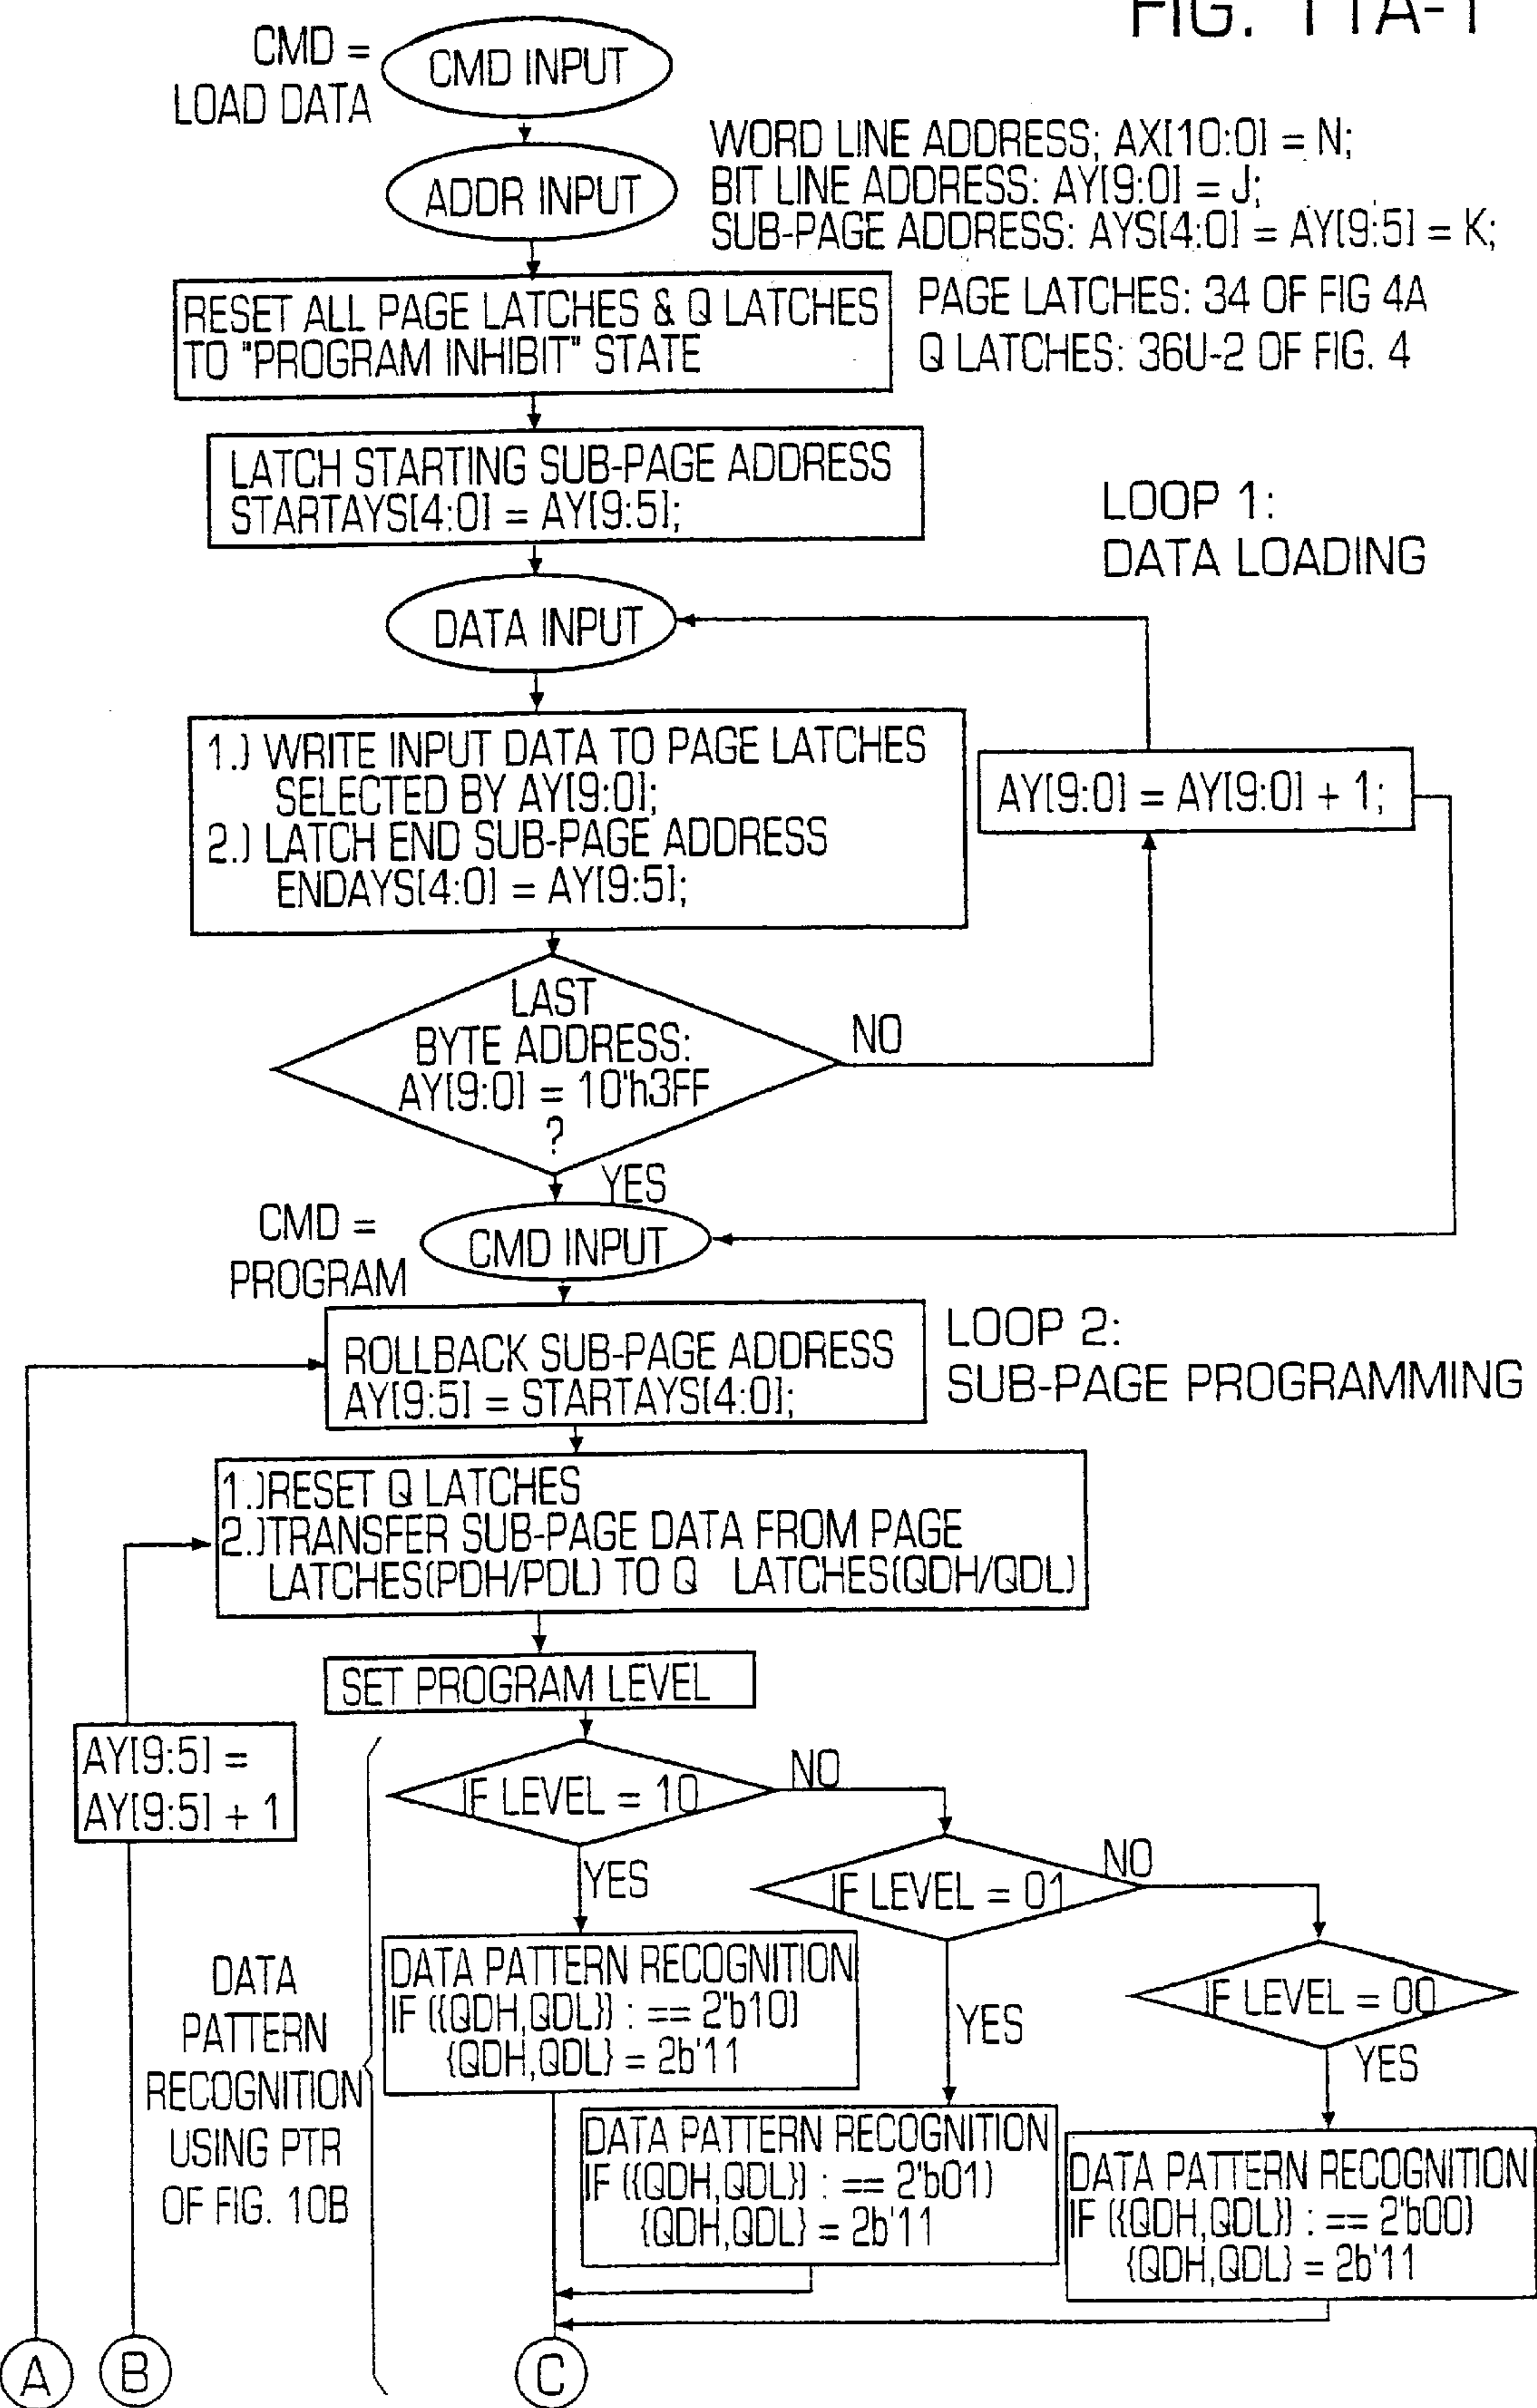 FIG. 11A-1
CMD =
LOAD DATA
CMD INPUT
ADDR INPUT
WORD LINE ADDRESS; AX[10:0] = N;
BIT LINE ADDRESS: AY[9:0] = J;
SUB-PAGE ADDRESS: AYS[4:0] = AY[9:5] = K;
RESET ALL PAGE LATCHES & Q LATCHES
TO "PROGRAM INHIBIT" STATE
PAGE LATCHES: 34 OF FIG 4A
Q LATCHES: 36U-2 OF FIG. 4
LATCH STARTING SUB-PAGE ADDRESS
STARTAYS[4:0] = AY[9:5];
LOOP 1:
DATA LOADING
DATA INPUT
1.) WRITE INPUT DATA TO PAGE LATCHES
SELECTED BY AY[9:0];
2.) LATCH END SUB-PAGE ADDRESS
ENDAYS[4:0] = AY[9:5];
AY[9:0] = AY[9:0] + 1;
LAST
BYTE ADDRESS:
AY[9:0] = 10'h3FF
?
NO
YES
CMD =
PROGRAM
CMD INPUT
ROLLBACK SUB-PAGE ADDRESS
AY[9:5] = STARTAYS[4:0];
LOOP 2:
SUB-PAGE PROGRAMMING
1.)RESET Q LATCHES
2.)TRANSFER SUB-PAGE DATA FROM PAGE
LATCHES(PDH/PDL) TO Q LATCHES(QDH/QDL)
SET PROGRAM LEVEL
AY[9:5] =
AY[9:5] + 1
IF LEVEL = 10
NO
YES
IF LEVEL = 01
NO
YES
IF LEVEL = 00
YES
DATA
PATTERN
RECOGNITION
USING PTR
OF FIG. 10B
DATA PATTERN RECOGNITION
IF ({QDH,QDL}) : == 2'b10)
{QDH,QDL} = 2b'11
DATA PATTERN RECOGNITION
IF ({QDH,QDL}) : == 2'b01)
{QDH,QDL} = 2b'11
DATA PATTERN RECOGNITION
IF ({QDH,QDL}) : == 2'b00)
{QDH,QDL} = 2b'11
A
B
C